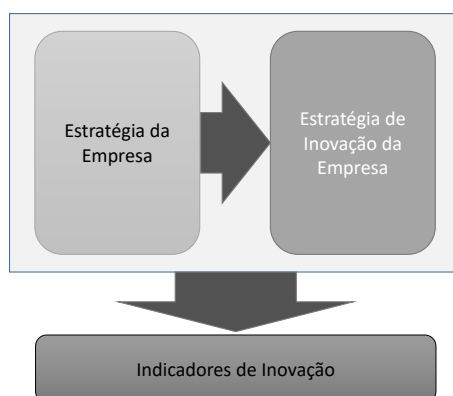 Estratégia da
Empresa
Estratégia de
Inovação da
Empresa
Indicadores de Inovação